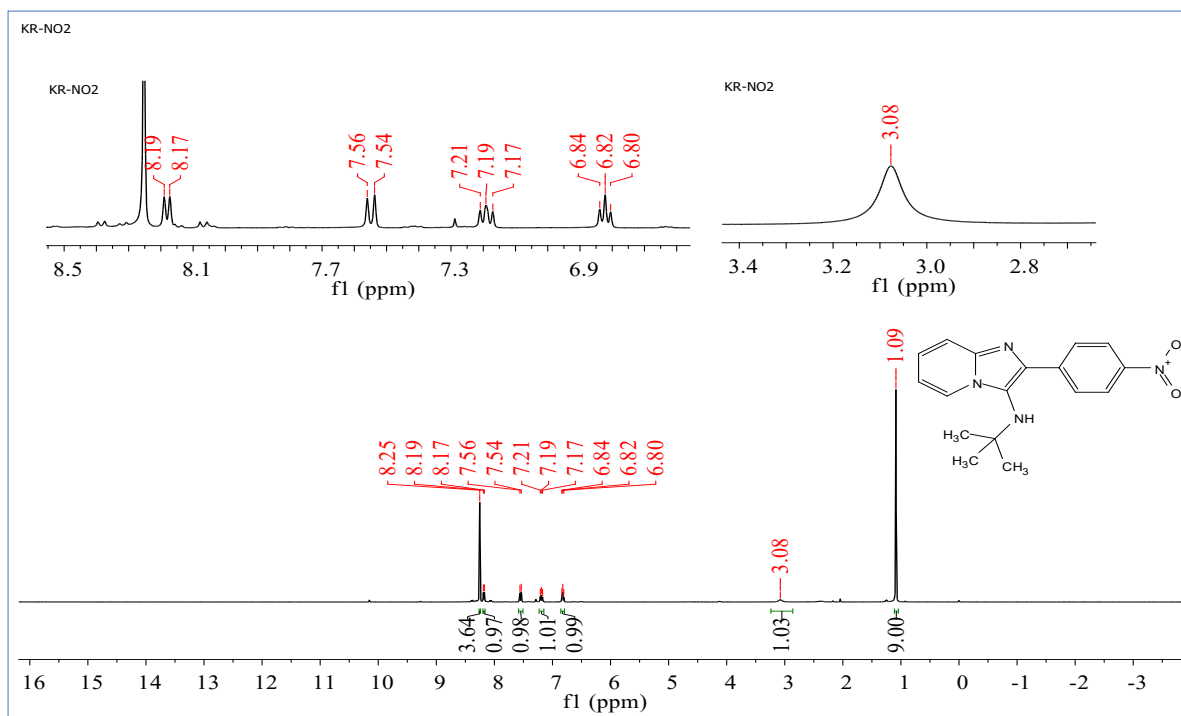 KR-NO2
KR-NO2
8.19
8.17
7.56
7.54
7.21
7.19
7.17
6.84
6.82
6.80
8.5 8.1 7.7 7.3 6.9
f1 (ppm)
KR-NO2
3.08
3.4 3.2 3.0 2.8
f1 (ppm)
8.25
8.19
8.17
7.56
7.54
7.21
7.19
7.17
6.84
6.82
6.80
3.08
1.09
N
N
NH
H3C
H3C
CH3
O-
N+
O
3.64
0.97
0.98
1.01
0.99
1.03
9.00
16 15 14 13 12 11 10 9 8 7 6 5 4 3 2 1 0 -1 -2 -3
f1 (ppm)